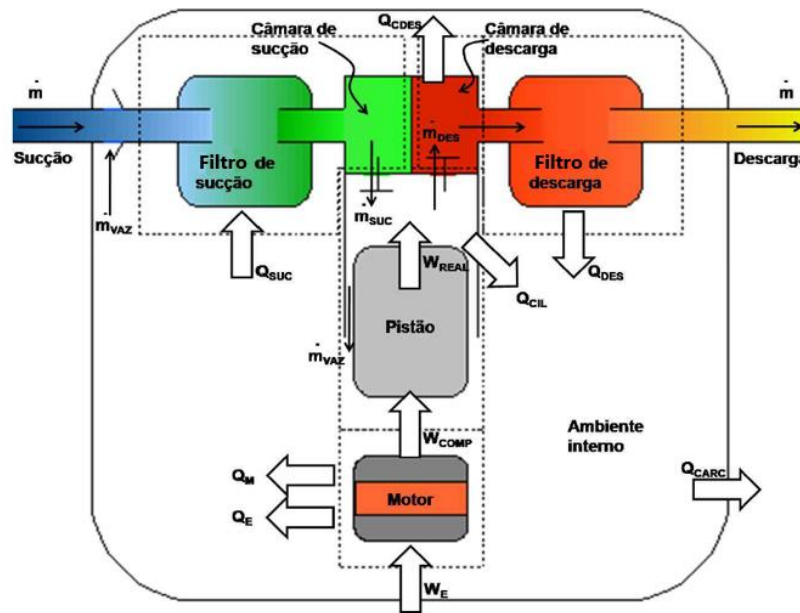 Câmara de
sucção
Q_CDES
Câmara de
descarga
ṁ
ṁ
Sucção
Filtro de
sucção
ṁ_DES
Filtro de
descarga
Descarga
ṁ_VAZ
ṁ_SUC
Q_SUC
W_REAL
Q_DES
Q_CIL
Pistão
ṁ_VAZ
W_COMP
Ambiente
interno
Q_M
Q_CARC
Motor
Q_E
W_E